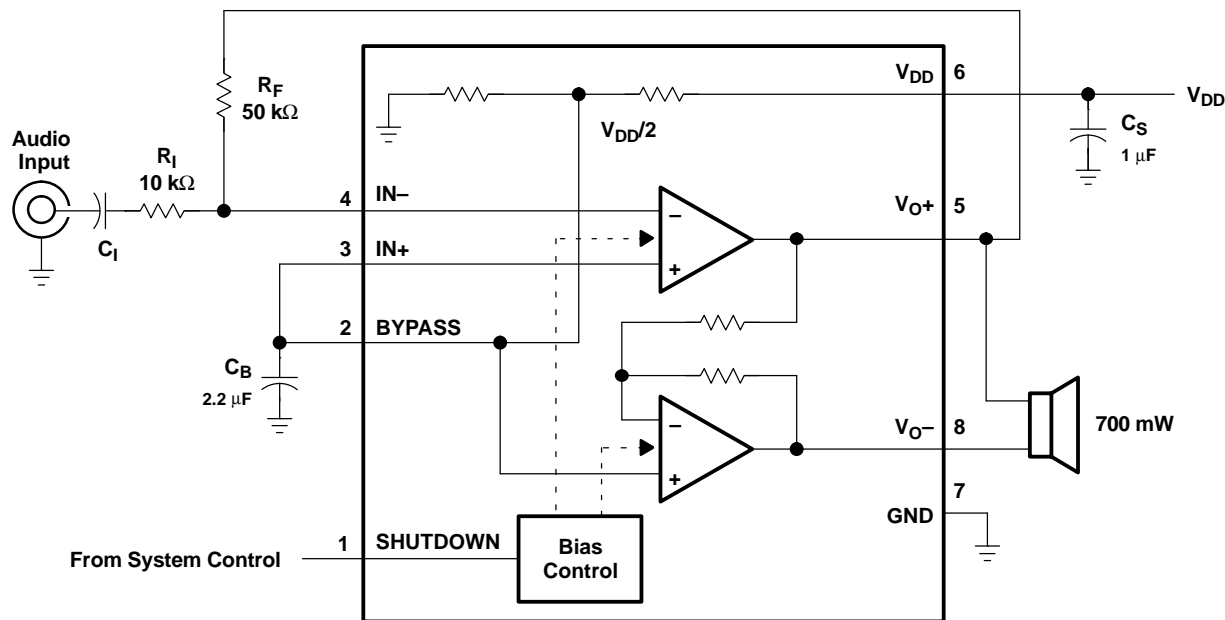 V_DD 6
R_F
50 kΩ
V_DD/2
V_DD
C_S
1 μF
Audio
Input
R_I
10 kΩ
C_I
4 IN–
V_O+ 5
3 IN+
2 BYPASS
C_B
2.2 μF
V_O– 8
700 mW
7
GND
From System Control
1 SHUTDOWN
Bias
Control
–
+
–
+